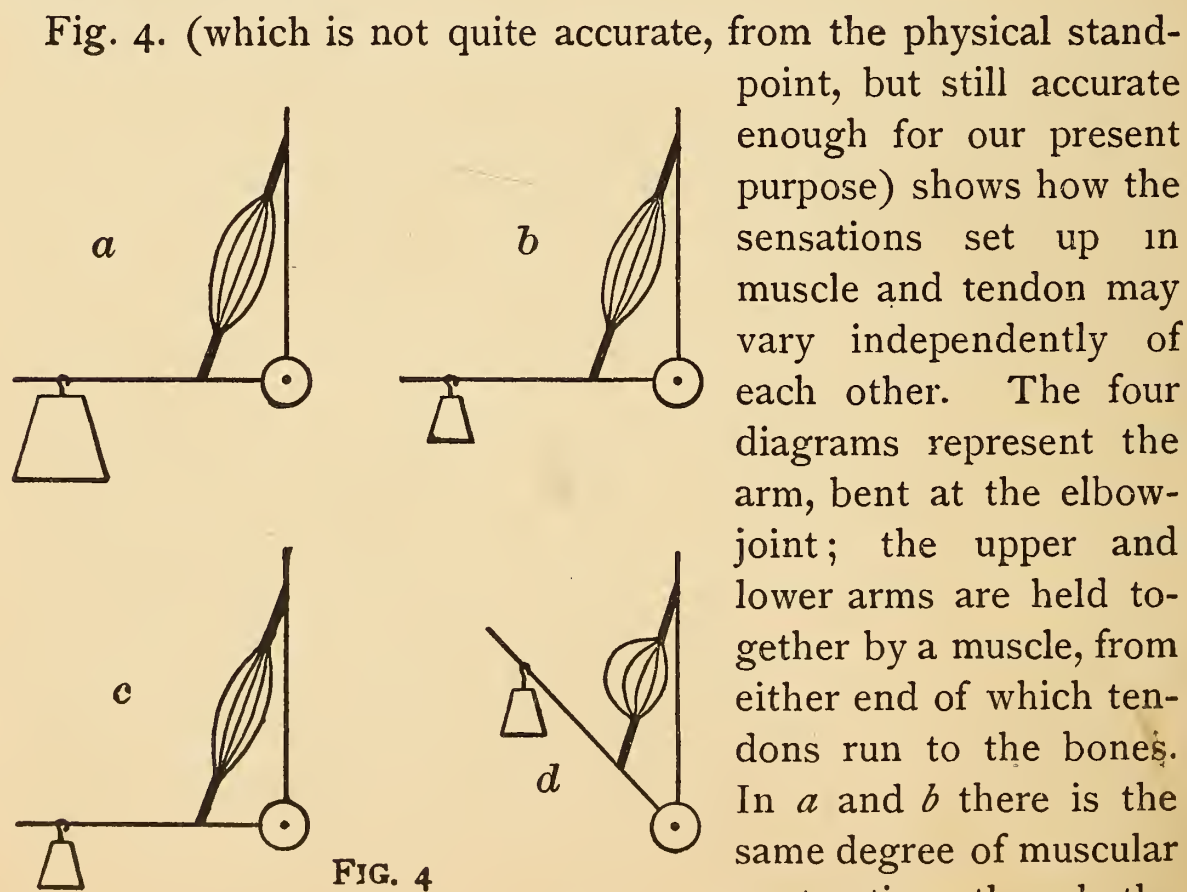 Fig. 4. (which is not quite accurate, from the physical stand-
point, but still accurate
enough for our present
purpose) shows how the
sensations set up in
muscle and tendon may
vary independently of
each other. The four
diagrams represent the
arm, bent at the elbow-
joint; the upper and
lower arms are held to-
gether by a muscle, from
either end of which ten-
dons run to the bones.
In a and b there is the
same degree of muscular
a
b
c
d
FIG. 4